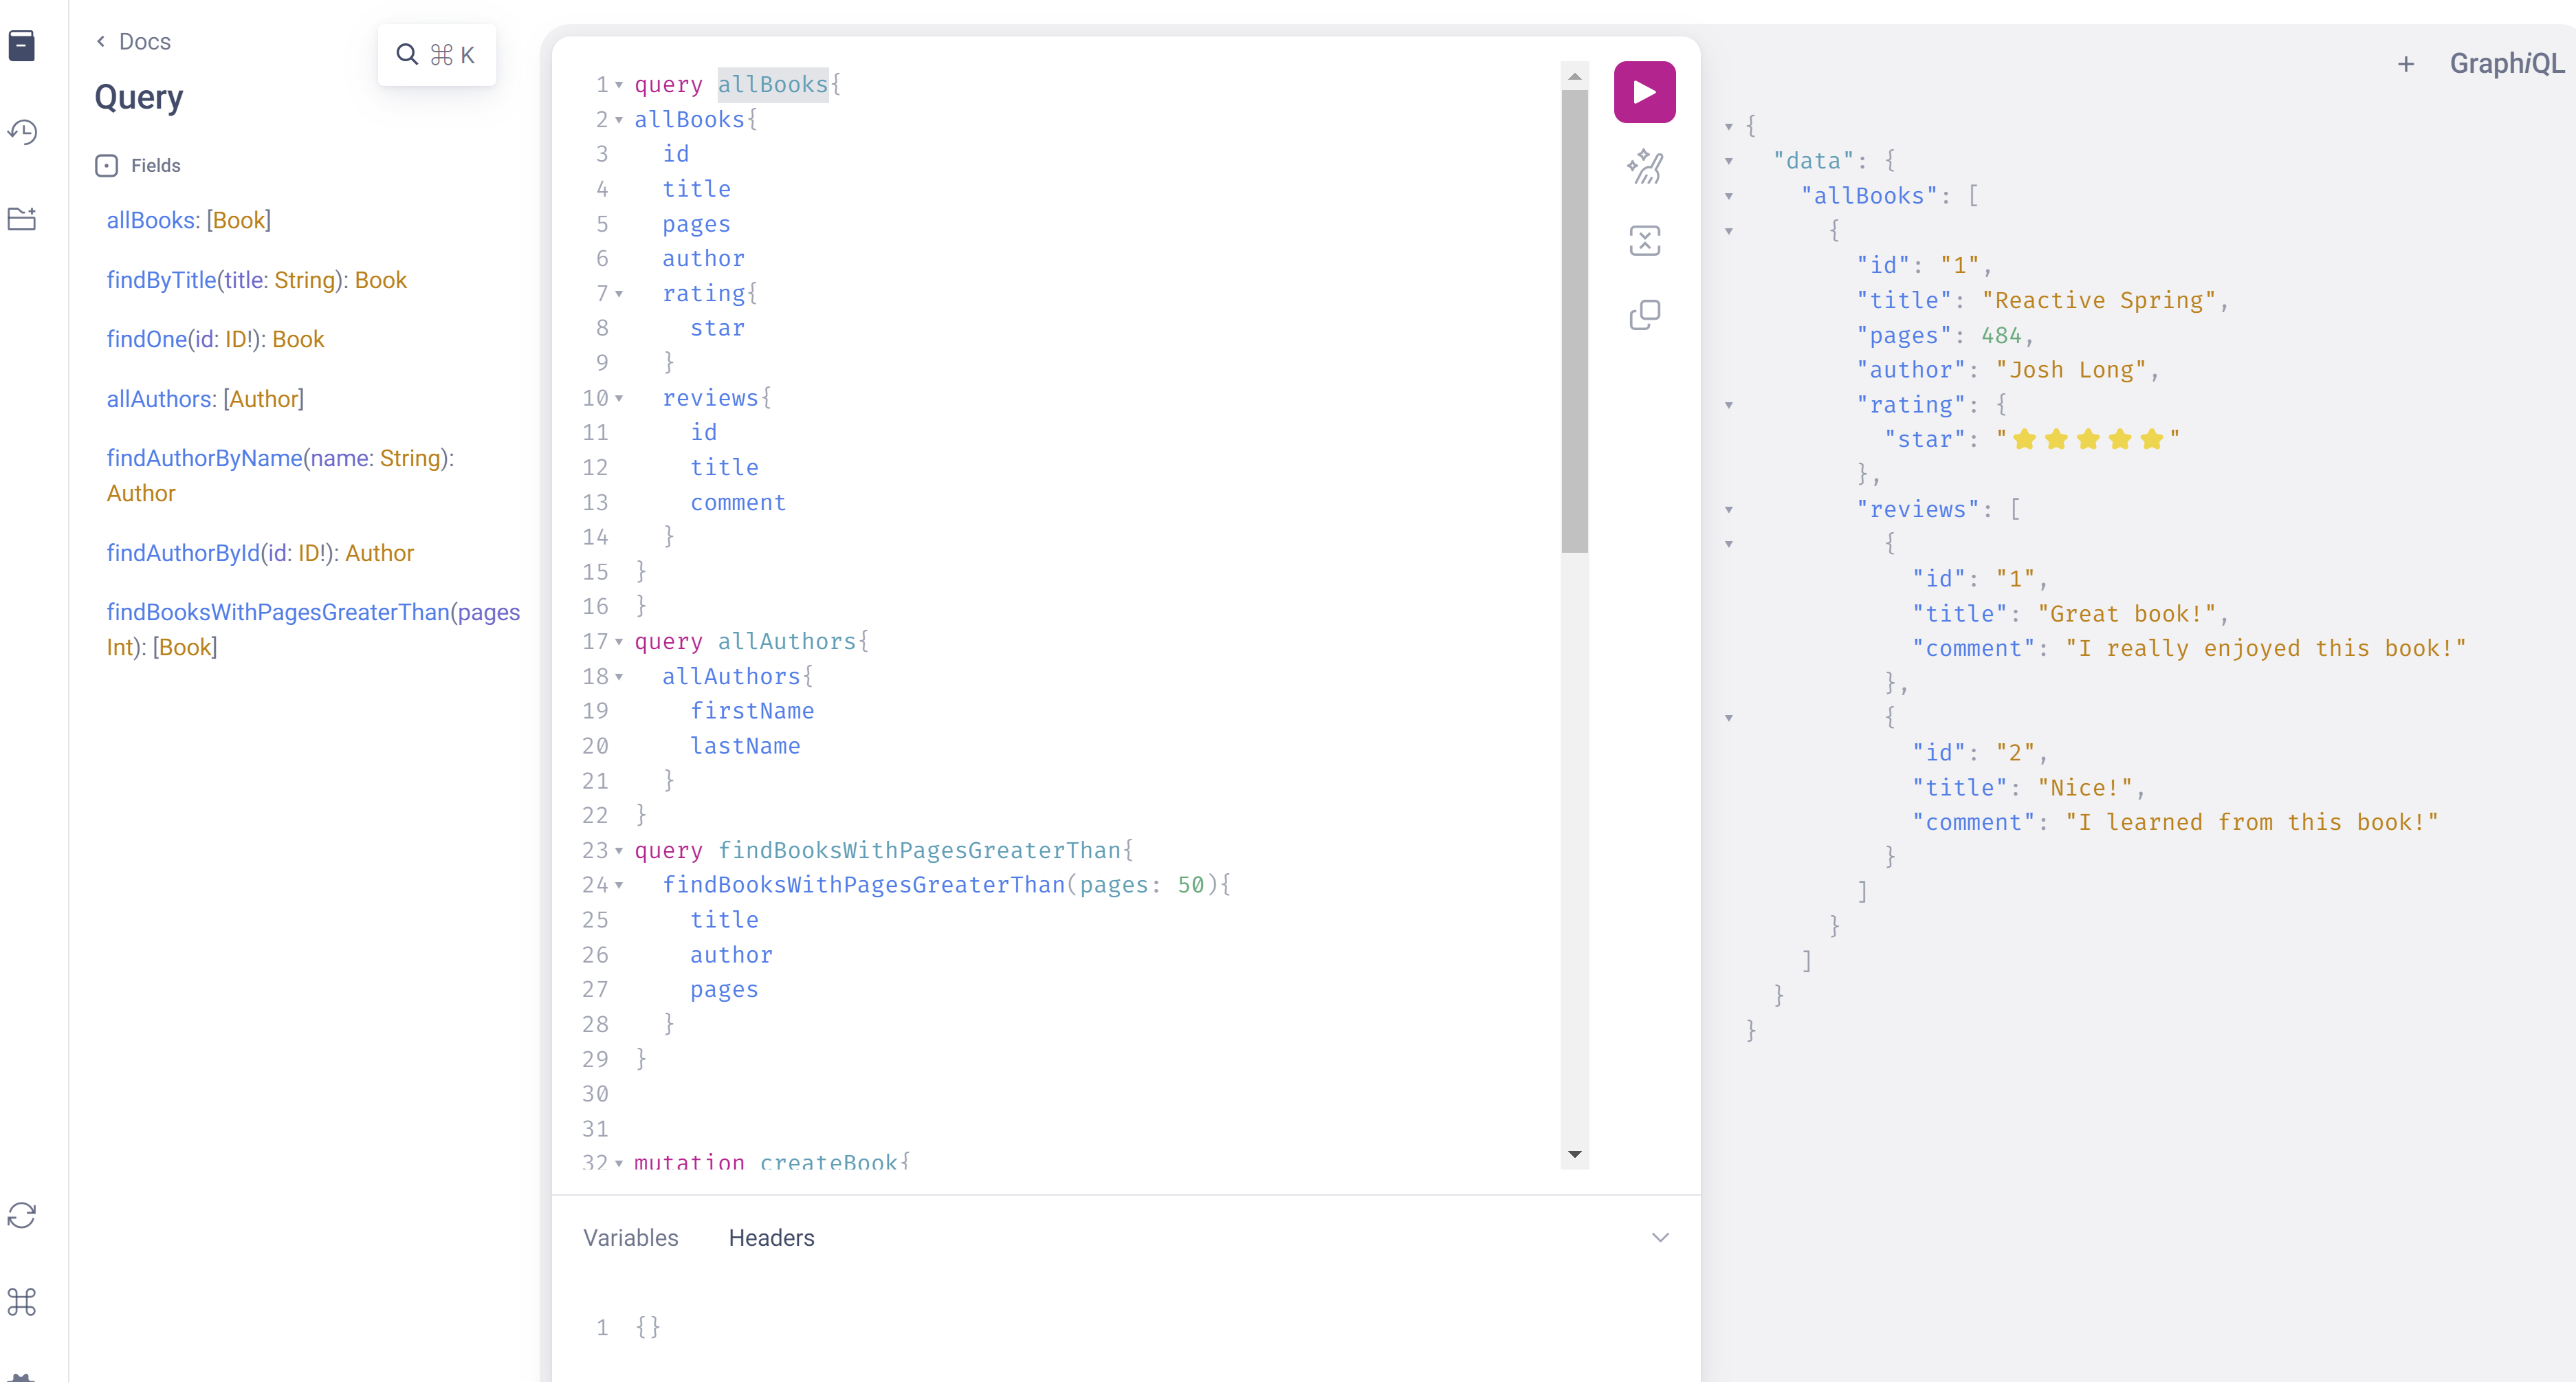 Docs
⌘ K
Query
Fields
allBooks: [Book]
findByTitle(title: String): Book
findOne(id: ID!): Book
allAuthors: [Author]
findAuthorByName(name: String):
Author
findAuthorById(id: ID!): Author
findBooksWithPagesGreaterThan(pages
Int): [Book]
1 query allBooks{
2 allBooks{
3 id
4 title
5 pages
6 author
7 rating{
8 star
9 }
10 reviews{
11 id
12 title
13 comment
14 }
15 }
16 }
17 query allAuthors{
18 allAuthors{
19 firstName
20 lastName
21 }
22 }
23 query findBooksWithPagesGreaterThan{
24 findBooksWithPagesGreaterThan(pages: 50){
25 title
26 author
27 pages
28 }
29 }
30
31
32 mutation createBook{
Variables Headers
1 {}
+ GraphiQL
{
"data": {
"allBooks": [
{
"id": "1",
"title": "Reactive Spring",
"pages": 484,
"author": "Josh Long",
"rating": {
"star": "⭐⭐⭐⭐⭐"
},
"reviews": [
{
"id": "1",
"title": "Great book!",
"comment": "I really enjoyed this book!"
},
{
"id": "2",
"title": "Nice!",
"comment": "I learned from this book!"
}
]
}
]
}
}